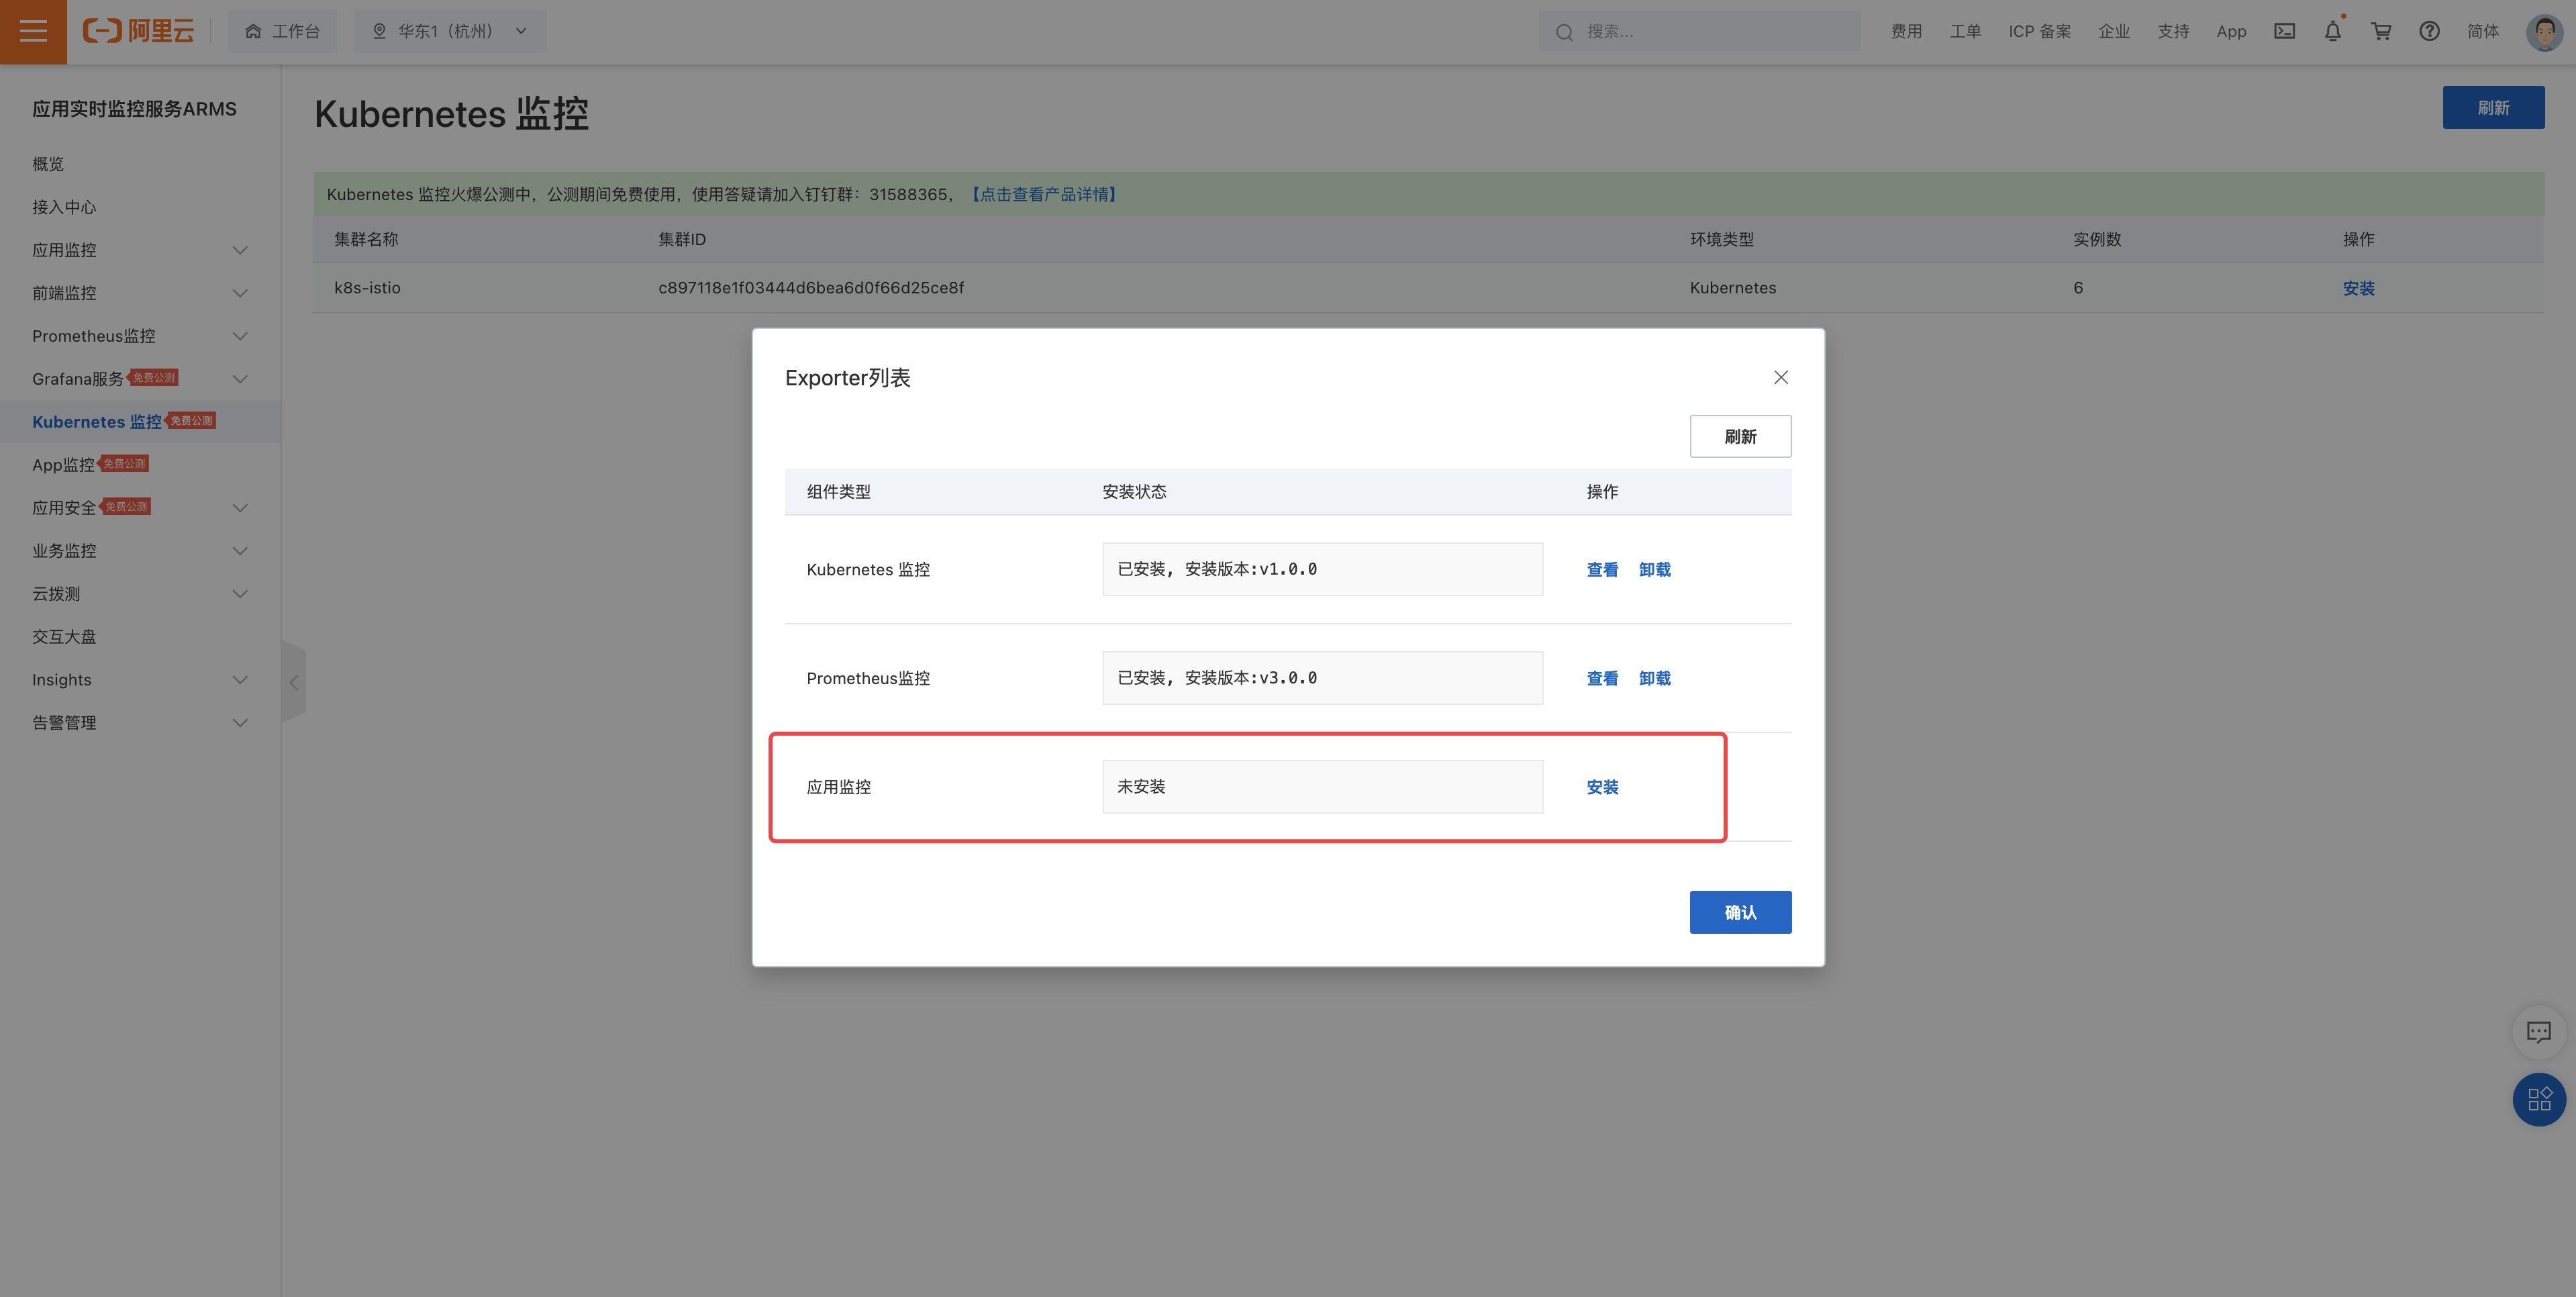 阿里云
工作台
华东1（杭州）
搜索...
费用
工单
ICP 备案
企业
支持
App
简体
应用实时监控服务ARMS
概览
接入中心
应用监控
前端监控
Prometheus监控
Grafana服务 免费公测
Kubernetes 监控 免费公测
App监控 免费公测
应用安全 免费公测
业务监控
云拨测
交互大盘
Insights
告警管理
Kubernetes 监控
刷新
Kubernetes 监控火爆公测中，公测期间免费使用，使用答疑请加入钉钉群：31588365，【点击查看产品详情】
集群名称 集群ID 环境类型 实例数 操作
k8s-istio c897118e1f03444d6bea6d0f66d25ce8f Kubernetes 6 安装
Exporter列表
刷新
组件类型 安装状态 操作
Kubernetes 监控 已安装, 安装版本:v1.0.0 查看 卸载
Prometheus监控 已安装, 安装版本:v3.0.0 查看 卸载
应用监控 未安装 安装
确认